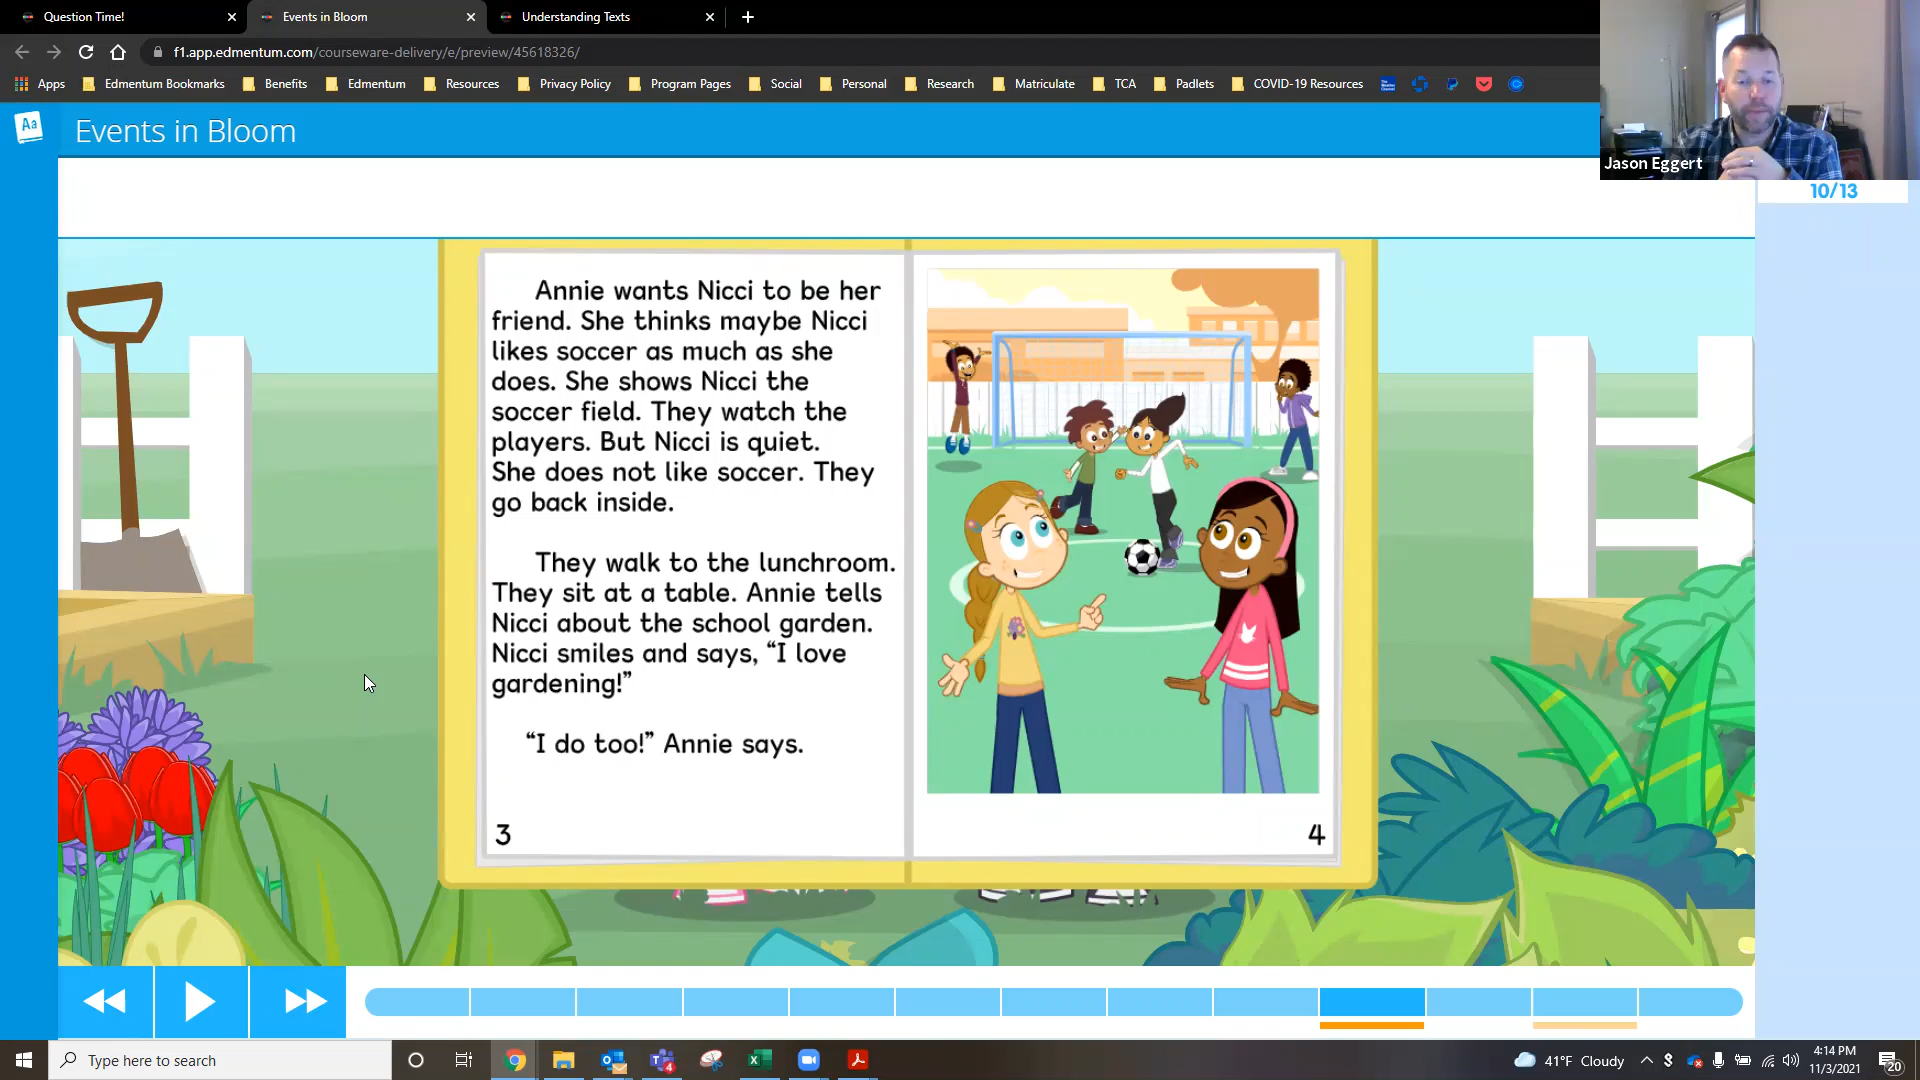 Question Time!
Events in Bloom
Understanding Texts
f1.app.edmentum.com/courseware-delivery/e/preview/45618326/
Apps
Edmentum Bookmarks
Benefits
Edmentum
Resources
Privacy Policy
Program Pages
Social
Personal
Research
Matriculate
TCA
Padlets
COVID-19 Resources
Aa
Events in Bloom
Jason Eggert
10/13
Annie wants Nicci to be her
friend. She thinks maybe Nicci
likes soccer as much as she
does. She shows Nicci the
soccer field. They watch the
players. But Nicci is quiet.
She does not like soccer. They
go back inside.
They walk to the lunchroom.
They sit at a table. Annie tells
Nicci about the school garden.
Nicci smiles and says, “I love
gardening!”
“I do too!” Annie says.
3
4
Type here to search
4
41°F Cloudy
4:14 PM
11/3/2021
20